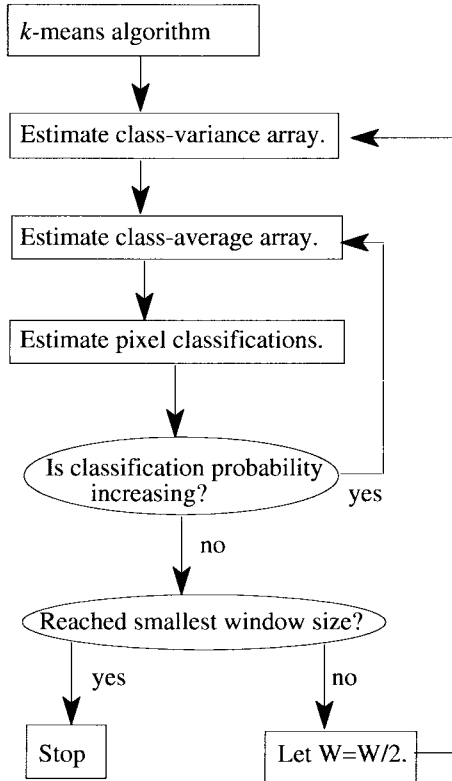 k-means algorithm
Estimate class-variance array.
Estimate class-average array.
Estimate pixel classifications.
Is classification probability
increasing?
yes
no
Reached smallest window size?
yes
no
Stop
Let W=W/2.